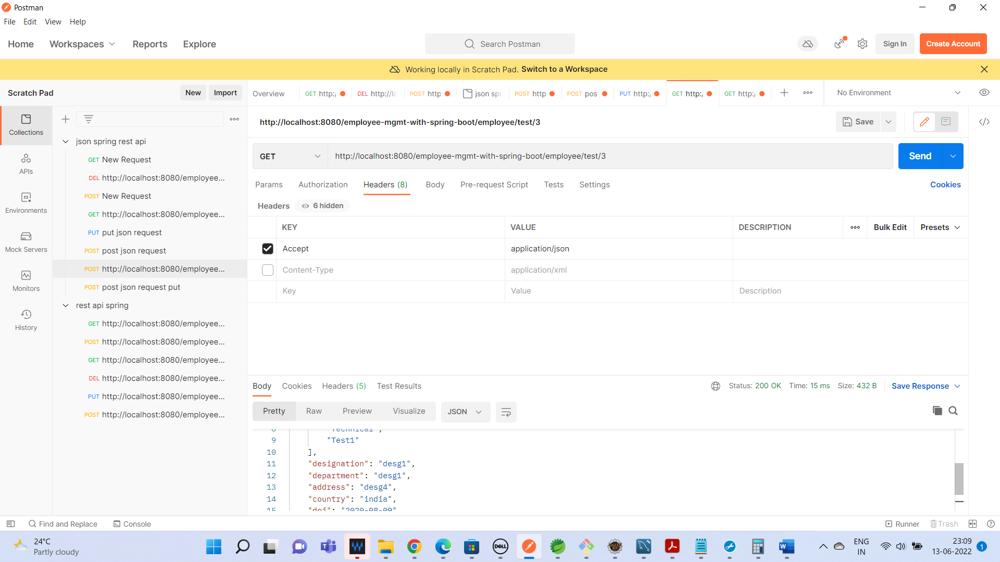 Postman
File Edit View Help
Home Workspaces Reports Explore
Search Postman
Sign In
Create Account
Working locally in Scratch Pad. Switch to a Workspace
Scratch Pad
New Import
Overview
GET http:/
DEL http://lo
POST http
json spr
POST http
POST pos
PUT http:/
GET http:/
GET http:/
No Environment
Collections
APIs
Environments
Mock Servers
Monitors
History
json spring rest api
GET New Request
DEL http://localhost:8080/employee...
POST New Request
GET http://localhost:8080/employee...
PUT put json request
POST post json request
POST http://localhost:8080/employee...
POST post json request put
rest api spring
GET http://localhost:8080/employee...
POST http://localhost:8080/employee...
GET http://localhost:8080/employee...
DEL http://localhost:8080/employee...
PUT http://localhost:8080/employee...
POST http://localhost:8080/employee...
http://localhost:8080/employee-mgmt-with-spring-boot/employee/test/3
Save
GET http://localhost:8080/employee-mgmt-with-spring-boot/employee/test/3
Send
Params Authorization Headers (8) Body Pre-request Script Tests Settings
Cookies
Headers 6 hidden
KEY VALUE DESCRIPTION
Bulk Edit Presets
Accept application/json
Content-Type application/xml
Key Value Description
Body Cookies Headers (5) Test Results
Status: 200 OK Time: 15 ms Size: 432 B Save Response
Pretty Raw Preview Visualize JSON
8 "Technical",
9 "Test1"
10 ],
11 "designation": "desg1",
12 "department": "desg1",
13 "address": "desg4",
14 "country": "india",
15 "doj": "2020-08-09"
Find and Replace Console
Runner Trash
24°C
Partly cloudy
DELL
ENG
IN
23:09
13-06-2022
1